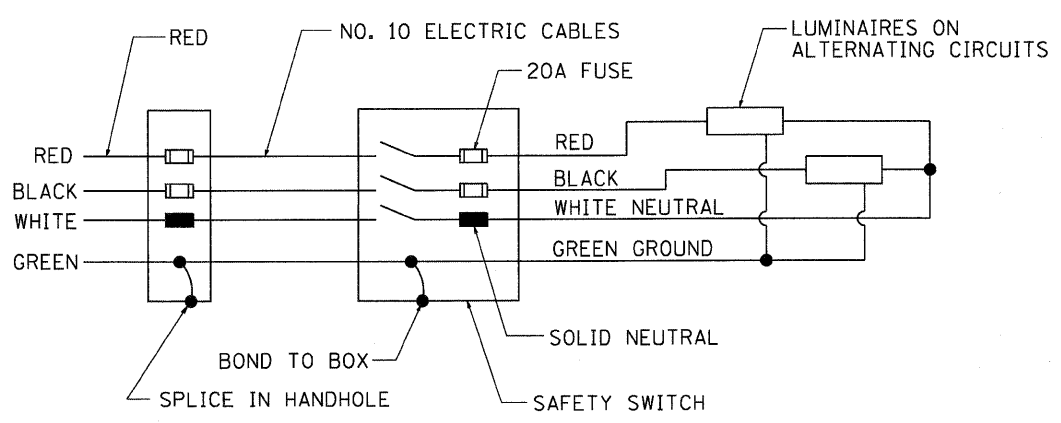 RED
NO. 10 ELECTRIC CABLES
LUMINAIRES ON
ALTERNATING CIRCUITS
20A FUSE
RED
RED
BLACK
BLACK
WHITE
WHITE NEUTRAL
GREEN
GREEN GROUND
SOLID NEUTRAL
BOND TO BOX
SPLICE IN HANDHOLE
SAFETY SWITCH